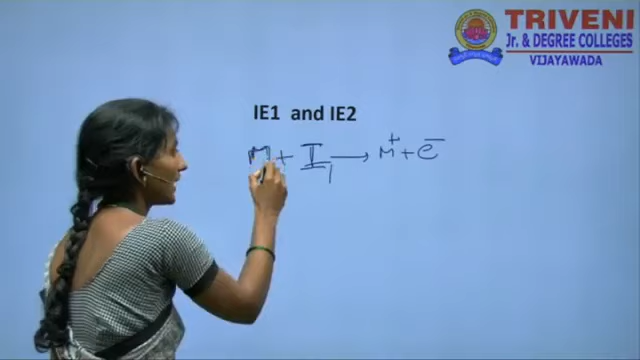 TRIVENI
Jr. & DEGREE COLLEGES
VIJAYAWADA
IE1 and IE2
M + I₁ → M⁺ + e⁻